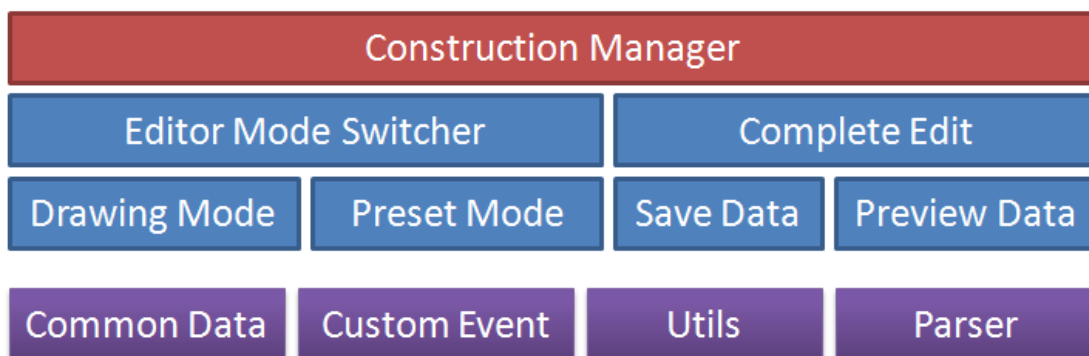 Construction Manager
Editor Mode Switcher
Complete Edit
Drawing Mode
Preset Mode
Save Data
Preview Data
Common Data
Custom Event
Utils
Parser